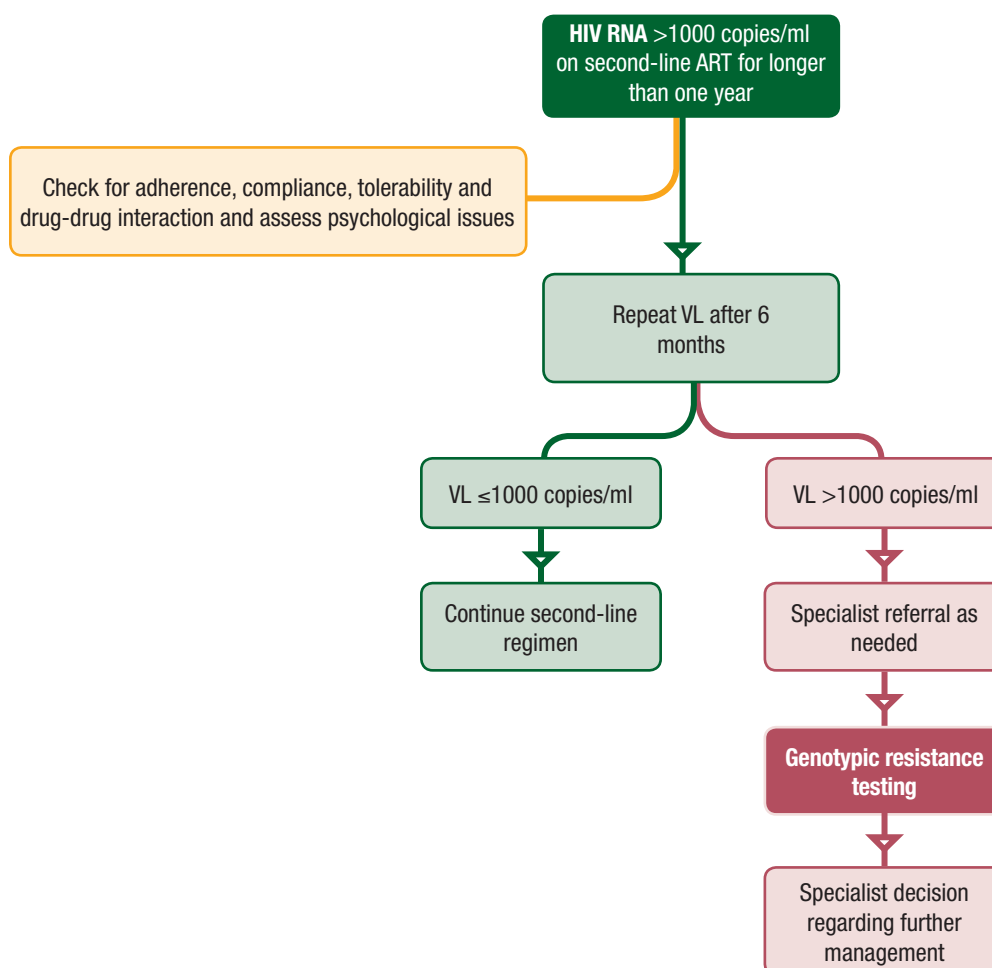 HIV RNA >1000 copies/ml
on second-line ART for longer
than one year
Check for adherence, compliance, tolerability and
drug-drug interaction and assess psychological issues
Repeat VL after 6
months
VL ≤1000 copies/ml
VL >1000 copies/ml
Continue second-line
regimen
Specialist referral as
needed
Genotypic resistance
testing
Specialist decision
regarding further
management